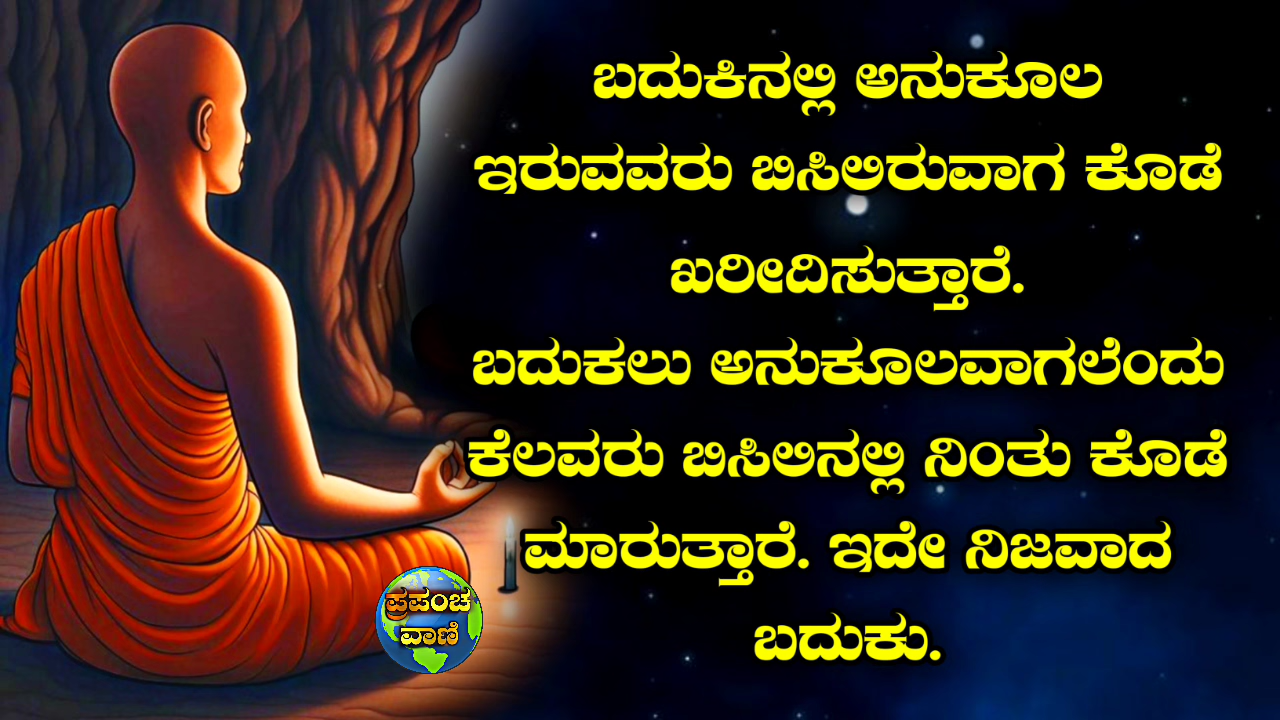 ಬದುಕಿನಲ್ಲಿ ಅನುಕೂಲ
ಇರುವವರು ಬಿಸಿಲಿರುವಾಗ ಕೊಡೆ
ಖರೀದಿಸುತ್ತಾರೆ.
ಬದುಕಲು ಅನುಕೂಲವಾಗಲೆಂದು
ಕೆಲವರು ಬಿಸಿಲಿನಲ್ಲಿ ನಿಂತು ಕೊಡೆ
ಮಾರುತ್ತಾರೆ. ಇದೇ ನಿಜವಾದ
ಬದುಕು.
ಪ್ರಪಂಚ
ವಾಣಿ